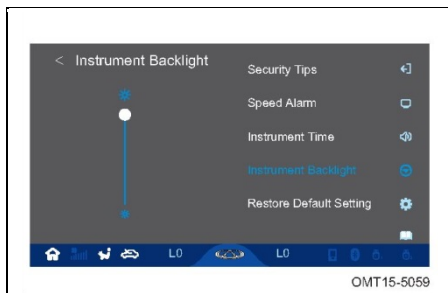 < Instrument Backlight
Security Tips
Speed Alarm
Instrument Time
Instrument Backlight
Restore Default Setting
L0
L0
OMT15-5059